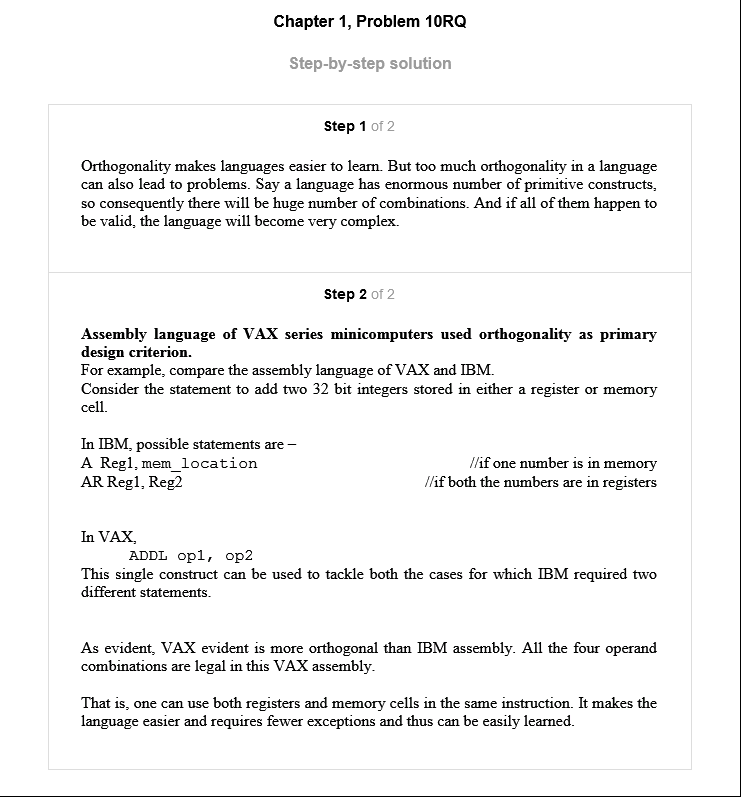 Chapter 1, Problem 10RQ
Step-by-step solution
Step 1 of 2
Orthogonality makes languages easier to learn. But too much orthogonality in a language
can also lead to problems. Say a language has enormous number of primitive constructs,
so consequently there will be huge number of combinations. And if all of them happen to
be valid, the language will become very complex.
Step 2 of 2
Assembly language of VAX series minicomputers used orthogonality as primary
design criterion.
For example, compare the assembly language of VAX and IBM.
Consider the statement to add two 32 bit integers stored in either a register or memory
cell.
In IBM, possible statements are –
A Reg1, mem_location //if one number is in memory
AR Reg1, Reg2 //if both the numbers are in registers
In VAX,
ADDL op1, op2
This single construct can be used to tackle both the cases for which IBM required two
different statements.
As evident, VAX evident is more orthogonal than IBM assembly. All the four operand
combinations are legal in this VAX assembly.
That is, one can use both registers and memory cells in the same instruction. It makes the
language easier and requires fewer exceptions and thus can be easily learned.